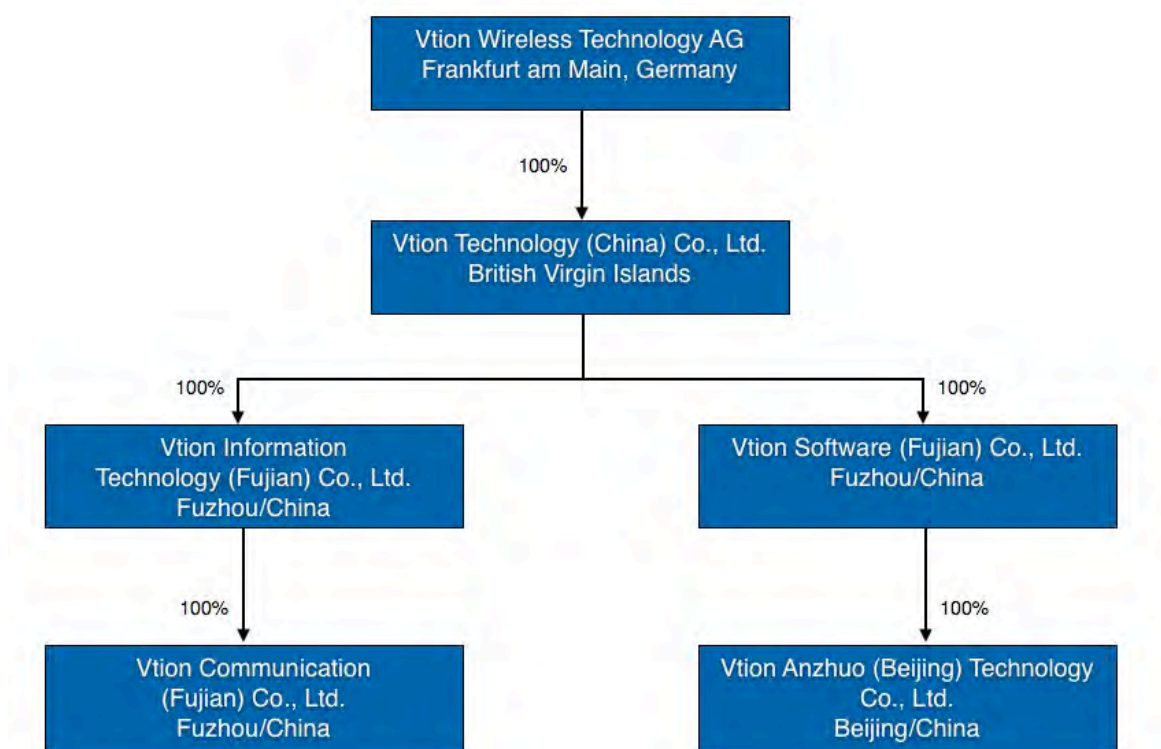 Vtion Wireless Technology AG
Frankfurt am Main, Germany
100%
Vtion Technology (China) Co., Ltd.
British Virgin Islands
100%
100%
Vtion Information
Technology (Fujian) Co., Ltd.
Fuzhou/China
Vtion Software (Fujian) Co., Ltd.
Fuzhou/China
100%
100%
Vtion Communication
(Fujian) Co., Ltd.
Fuzhou/China
Vtion Anzhuo (Beijing) Technology
Co., Ltd.
Beijing/China